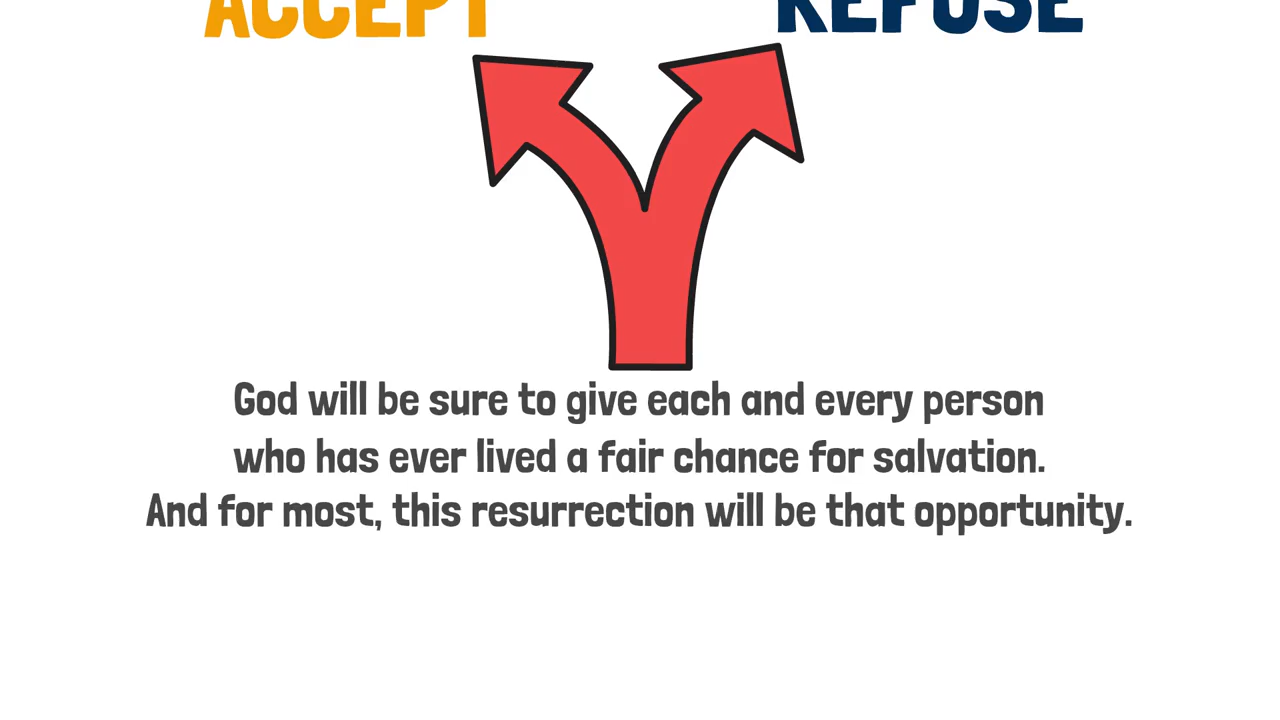 ACCEPT REFUSE
God will be sure to give each and every person
who has ever lived a fair chance for salvation.
And for most, this resurrection will be that opportunity.